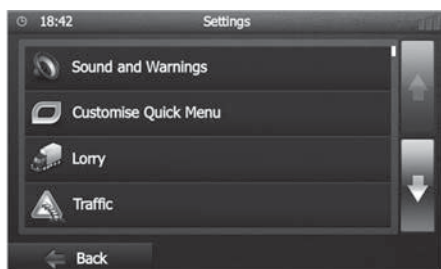 18:42 Settings
Sound and Warnings
Customise Quick Menu
Lorry
Traffic
Back